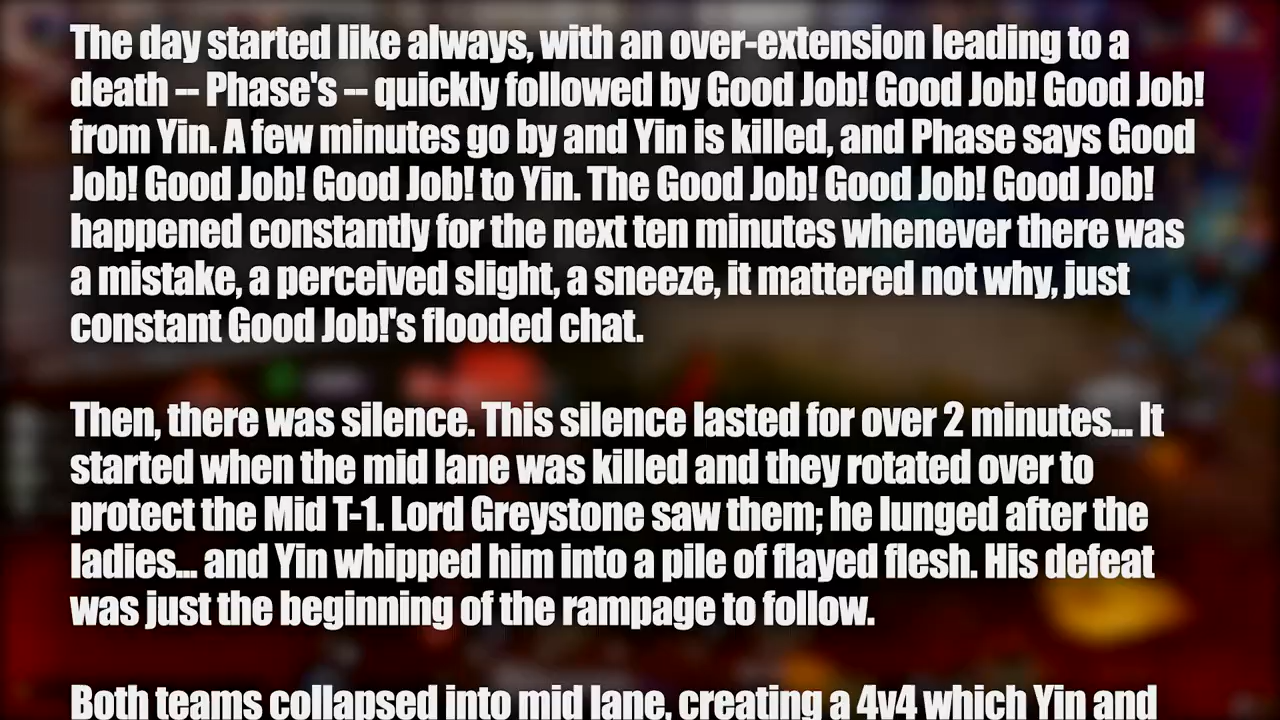 The day started like always, with an over-extension leading to a
death -- Phase's -- quickly followed by Good Job! Good Job! Good Job!
from Yin. A few minutes go by and Yin is killed, and Phase says Good
Job! Good Job! Good Job! to Yin. The Good Job! Good Job! Good Job!
happened constantly for the next ten minutes whenever there was
a mistake, a perceived slight, a sneeze, it mattered not why, just
constant Good Job!'s flooded chat.
Then, there was silence. This silence lasted for over 2 minutes... It
started when the mid lane was killed and they rotated over to
protect the Mid T-1. Lord Greystone saw them; he lunged after the
ladies... and Yin whipped him into a pile of flayed flesh. His defeat
was just the beginning of the rampage to follow.
Both teams collapsed into mid lane, creating a 4v4 which Yin and